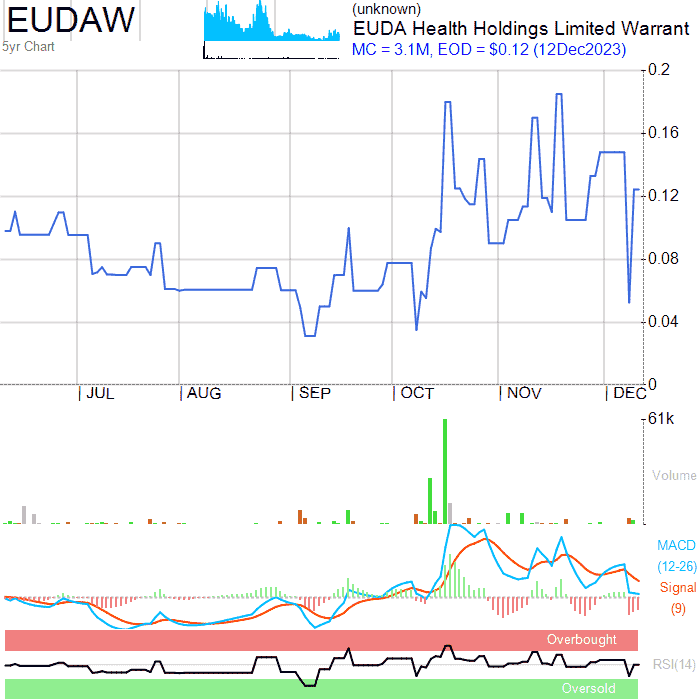 EUDAW
5yr Chart
(unknown)
EUDA Health Holdings Limited Warrant
MC = 3.1M, EOD = $0.12 (12Dec2023)
0.2
0.16
0.12
0.08
0.04
0
JUL AUG SEP OCT NOV DEC
61k
Volume
MACD
(12-26)
Signal
(9)
Overbought
RSI(14)
Oversold